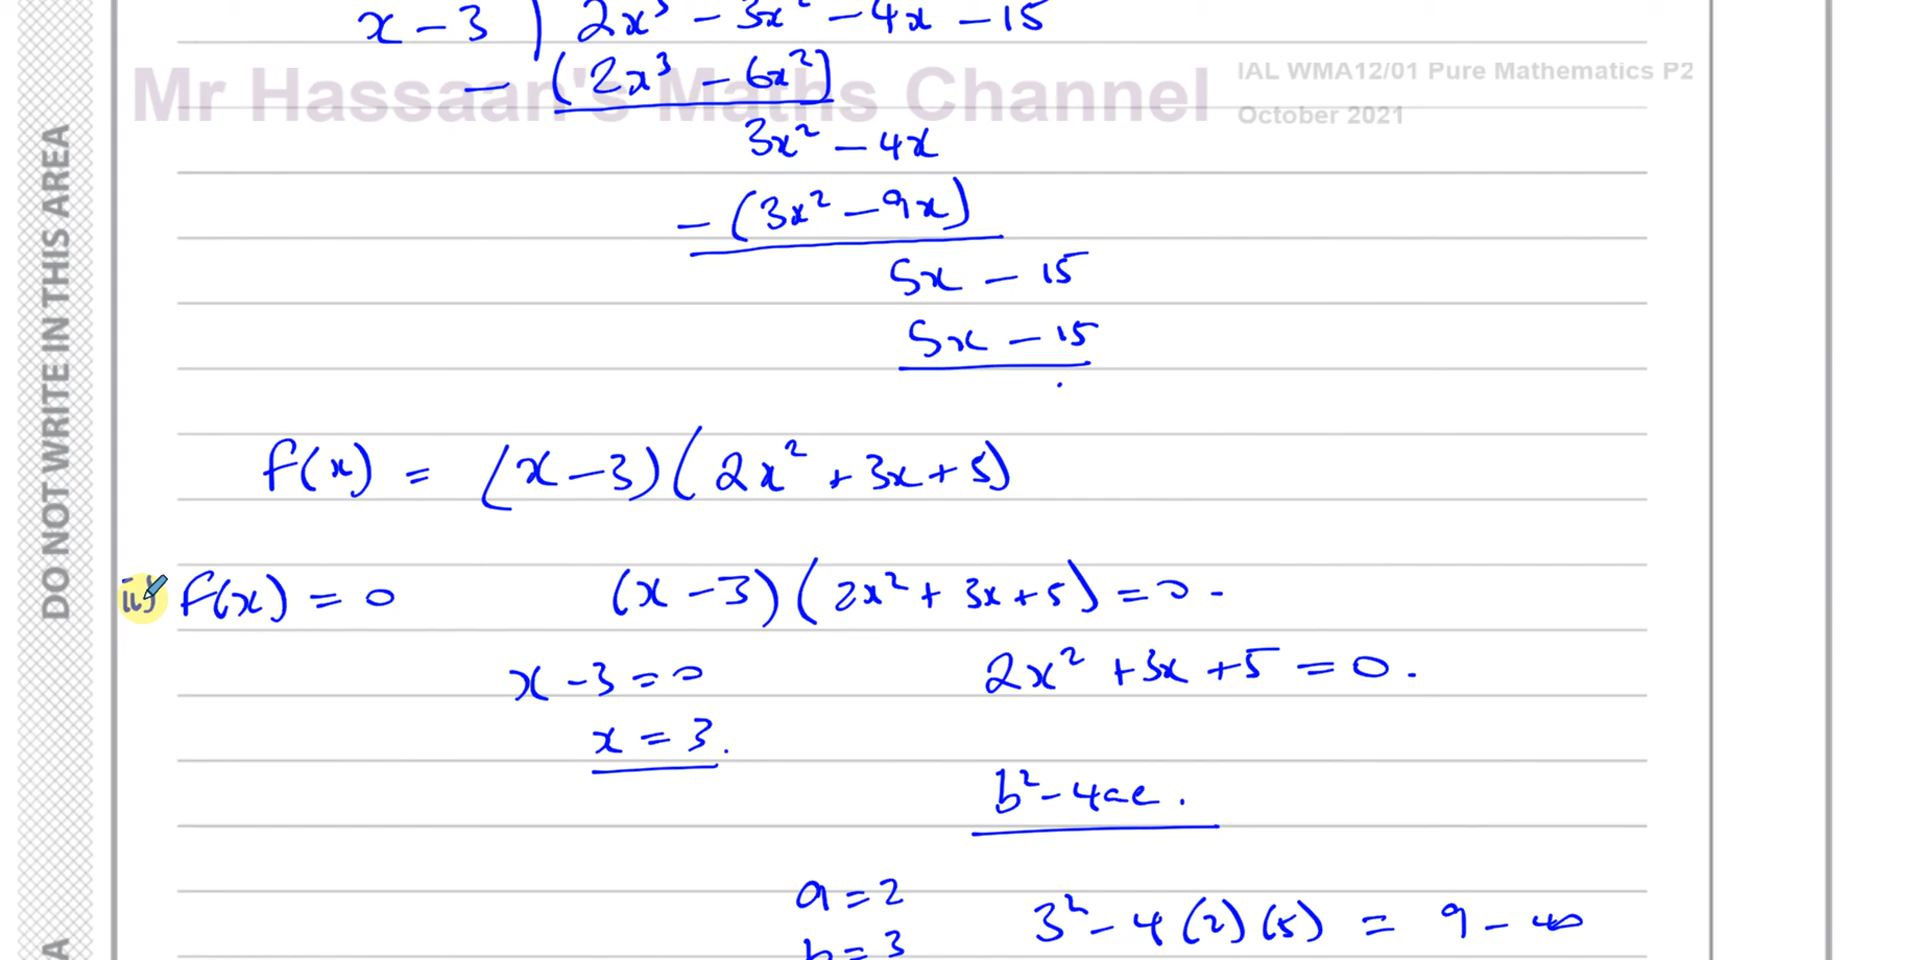 x - 3 ) 2x³ - 3x² - 4x - 15
Mr Hassaan's Maths Channel
IAL WMA12/01 Pure Mathematics P2
October 2021
- (2x³ - 6x²)
3x² - 4x
- (3x² - 9x)
5x - 15
5x - 15
f(x) = (x - 3)(2x² + 3x + 5)
ii) f(x) = 0 (x - 3)(2x² + 3x + 5) = 0.
x - 3 = 0 2x² + 3x + 5 = 0.
x = 3.
b² - 4ac.
a = 2
3² - 4(2)(5) = 9 - 40
b = 3
DO NOT WRITE IN THIS AREA
A